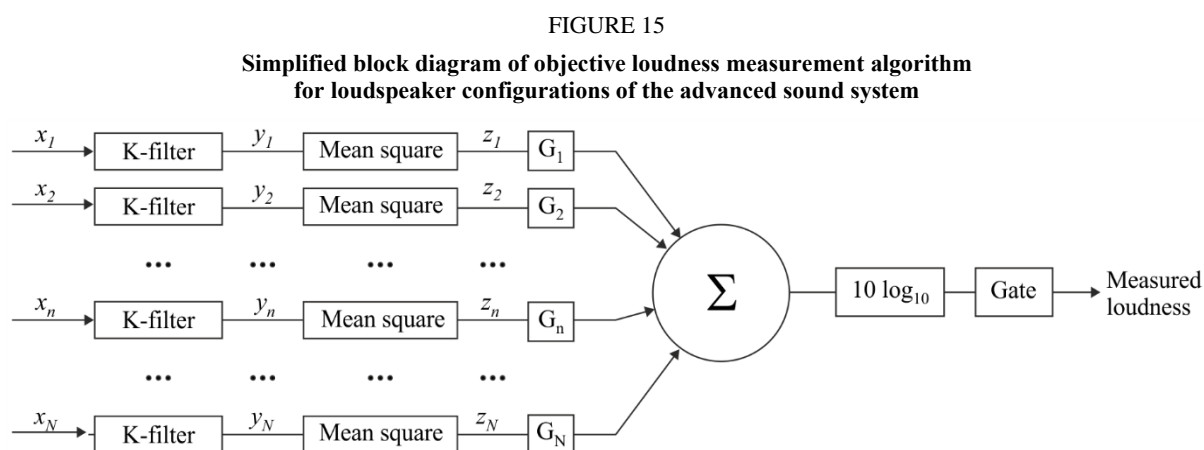 FIGURE 15
Simplified block diagram of objective loudness measurement algorithm
for loudspeaker configurations of the advanced sound system
x1 K-filter y1 Mean square z1 G1
x2 K-filter y2 Mean square z2 G2
... ... ... ...
Σ 10 log10 Gate Measured
loudness
xn K-filter yn Mean square zn Gn
... ... ... ...
xN K-filter yN Mean square zN GN